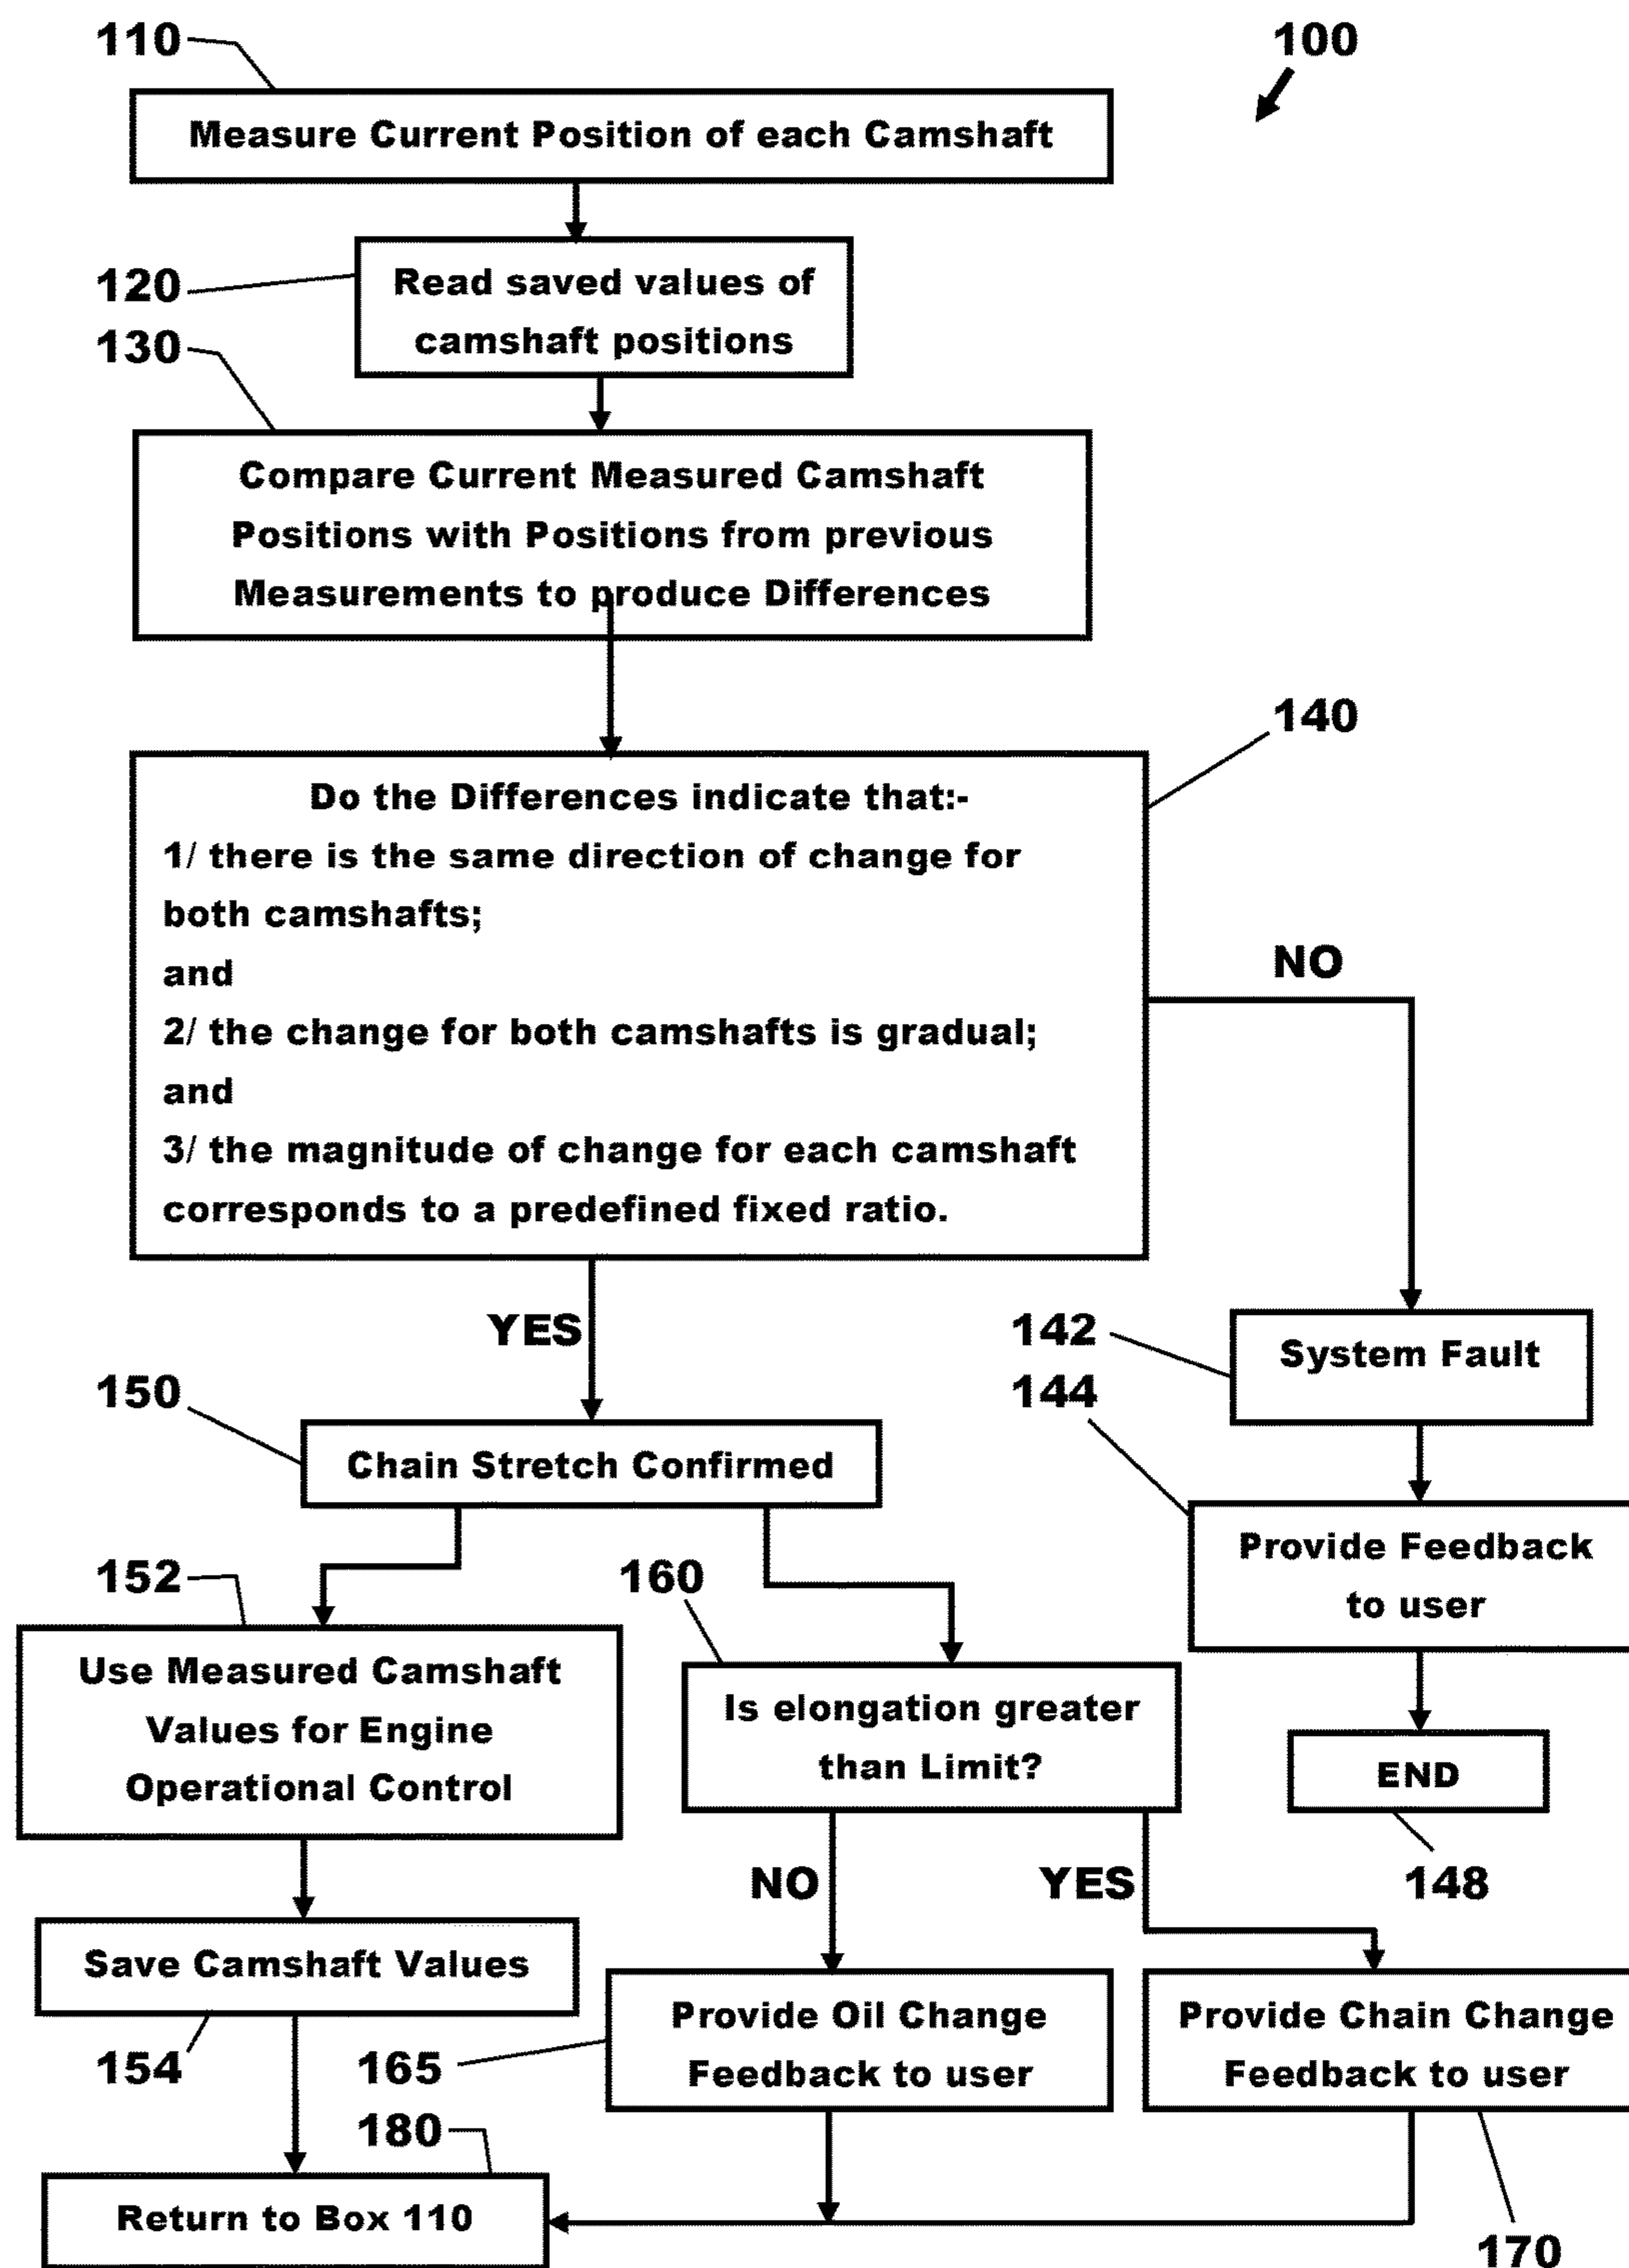 110
100
Measure Current Position of each Camshaft
120
Read saved values of
camshaft positions
130
Compare Current Measured Camshaft
Positions with Positions from previous
Measurements to produce Differences
140
Do the Differences indicate that:-
1/ there is the same direction of change for
both camshafts;
and
2/ the change for both camshafts is gradual;
and
3/ the magnitude of change for each camshaft
corresponds to a predefined fixed ratio.
NO
YES
142
System Fault
144
150
Chain Stretch Confirmed
Provide Feedback
to user
152
160
Use Measured Camshaft
Values for Engine
Operational Control
Is elongation greater
than Limit?
END
148
NO
YES
Save Camshaft Values
154
165
Provide Oil Change
Feedback to user
Provide Chain Change
Feedback to user
180
Return to Box 110
170